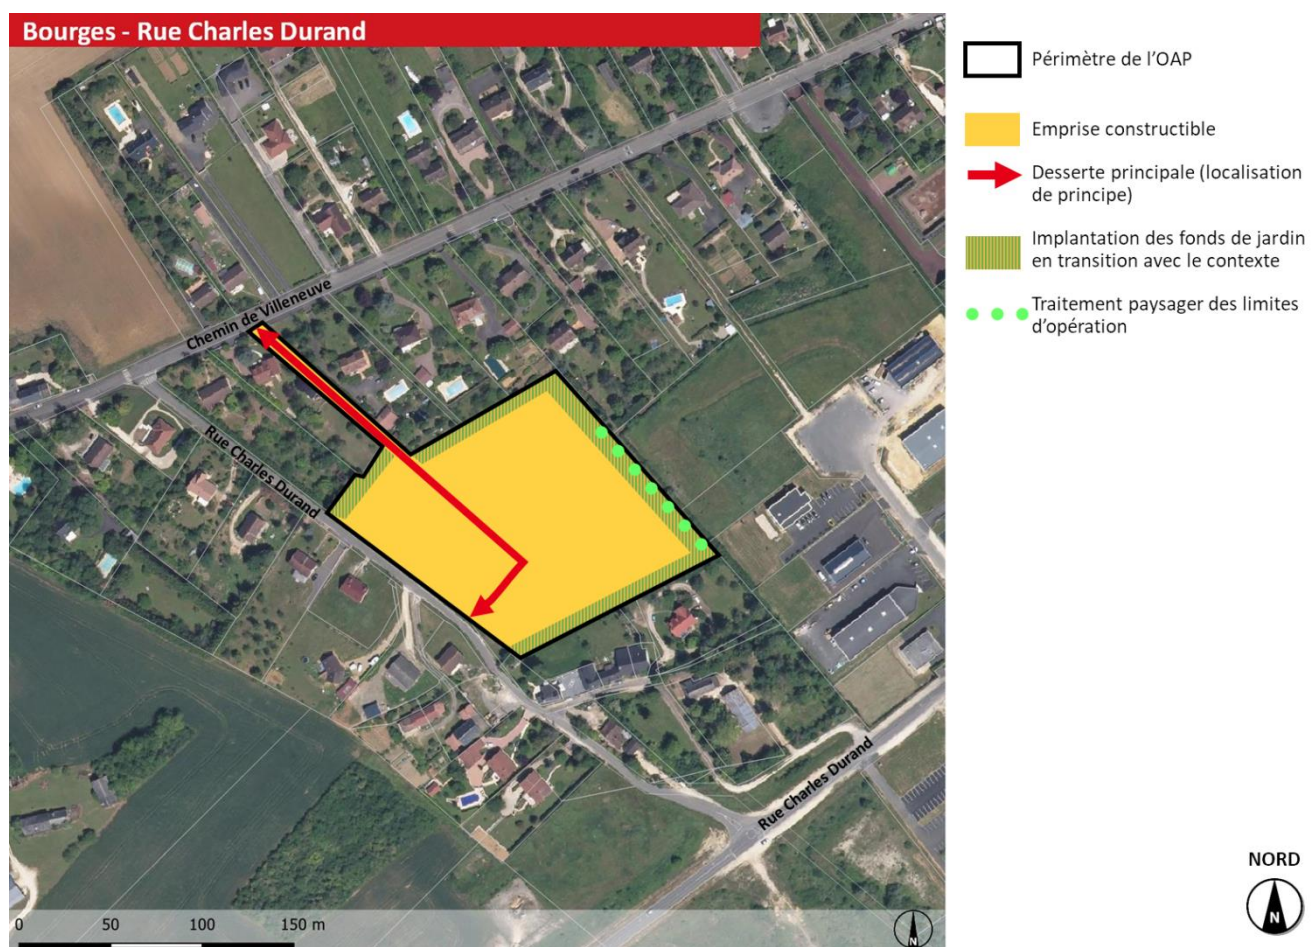 Bourges - Rue Charles Durand
Périmètre de l’OAP
Emprise constructible
Desserte principale (localisation
de principe)
Implantation des fonds de jardin
en transition avec le contexte
Traitement paysager des limites
d’opération
Chemin de Villeneuve
Rue Charles Durand
Rue Charles Durand
NORD
N
0 50 100 150 m
N